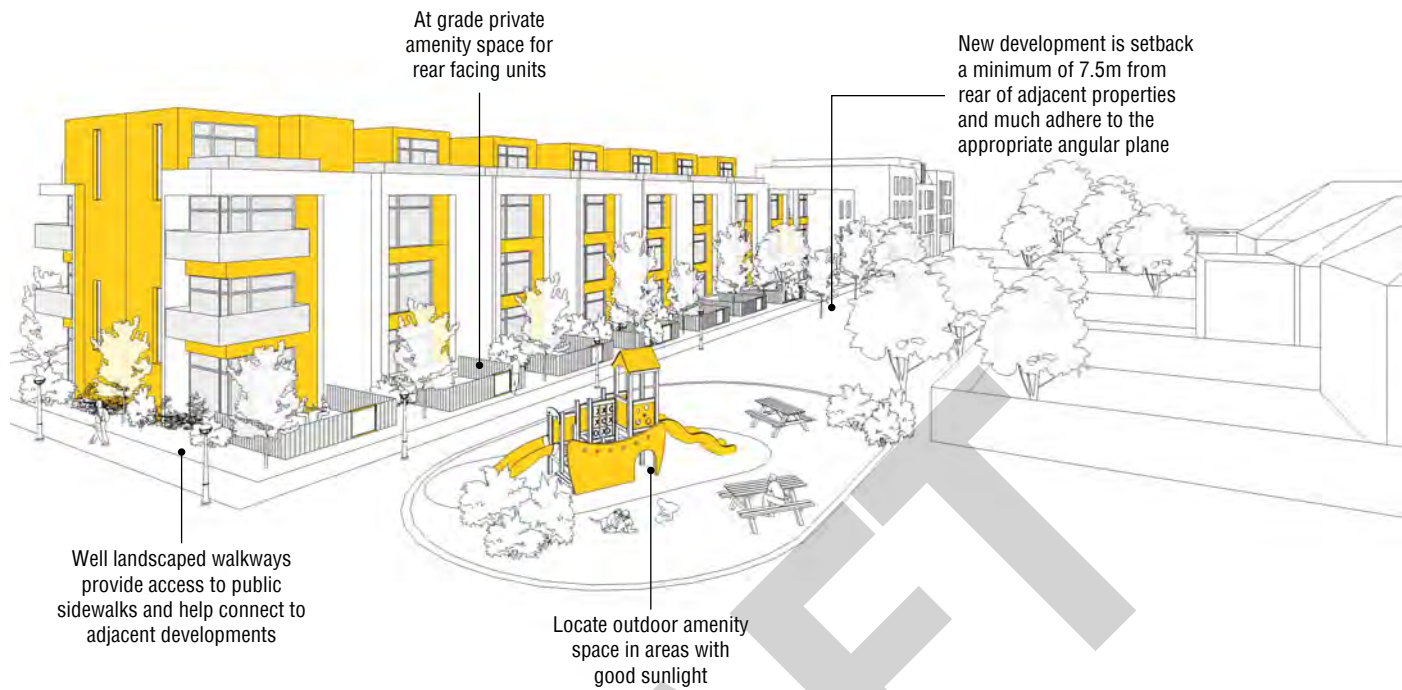 At grade private
amenity space for
rear facing units
New development is setback
a minimum of 7.5m from
rear of adjacent properties
and much adhere to the
appropriate angular plane
Well landscaped walkways
provide access to public
sidewalks and help connect to
adjacent developments
Locate outdoor amenity
space in areas with
good sunlight